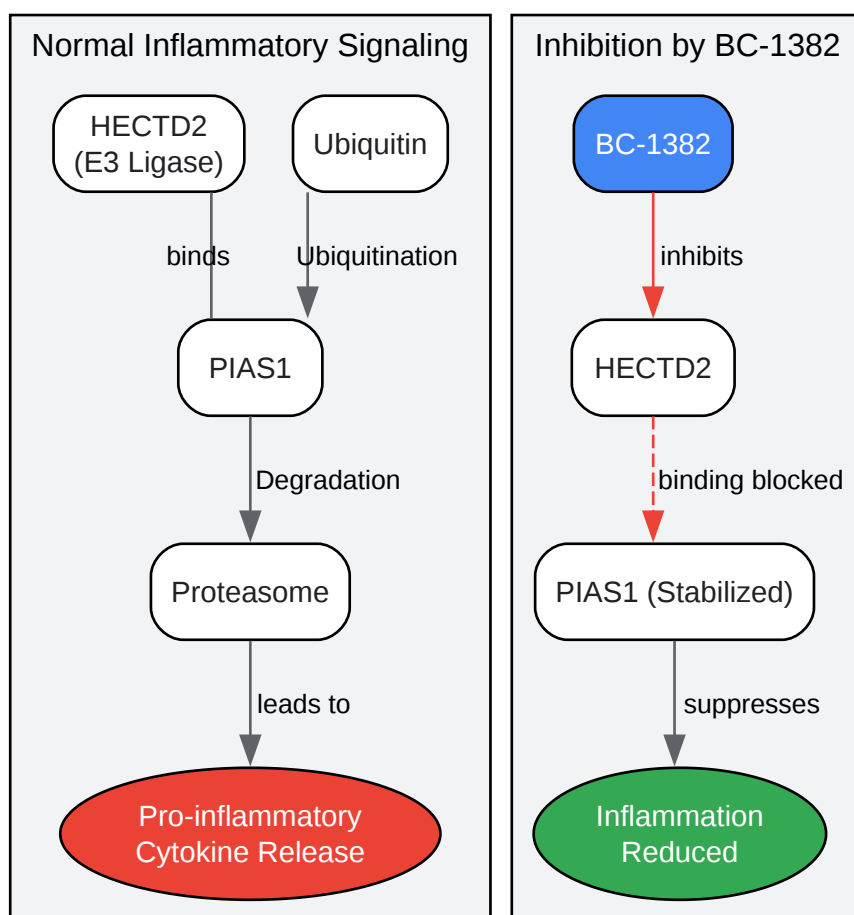 Normal Inflammatory Signaling
HECTD2
(E3 Ligase)
Ubiquitin
binds
Ubiquitination
PIAS1
Degradation
Proteasome
leads to
Pro-inflammatory
Cytokine Release
Inhibition by BC-1382
BC-1382
inhibits
HECTD2
binding blocked
PIAS1 (Stabilized)
suppresses
Inflammation
Reduced